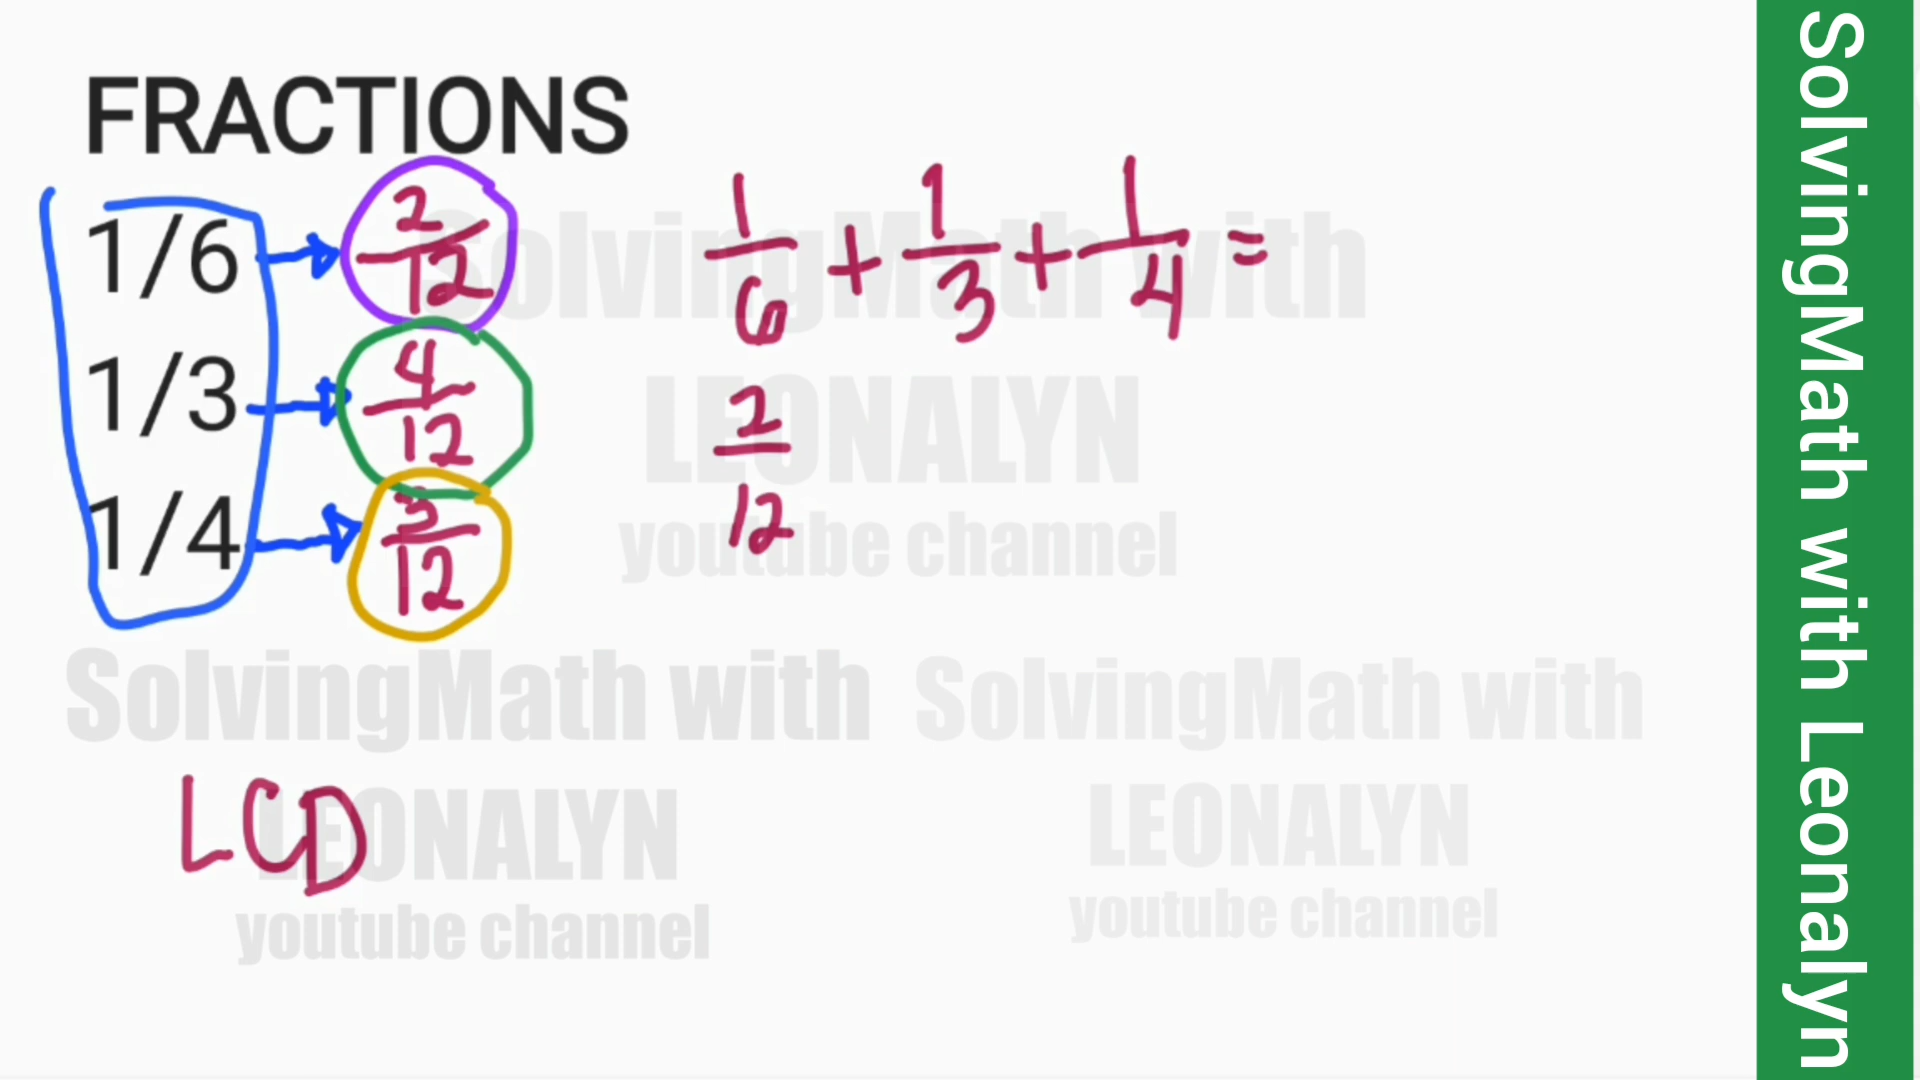 FRACTIONS
1/6 → 2/12
1/3 → 4/12
1/4 → 3/12
1/6 + 1/3 + 1/4 =
2/12
LCD
SolvingMath with
LEONALYN
youtube channel
SolvingMath with
LEONALYN
youtube channel
SolvingMath with
LEONALYN
youtube channel
SolvingMath with Leonalyn